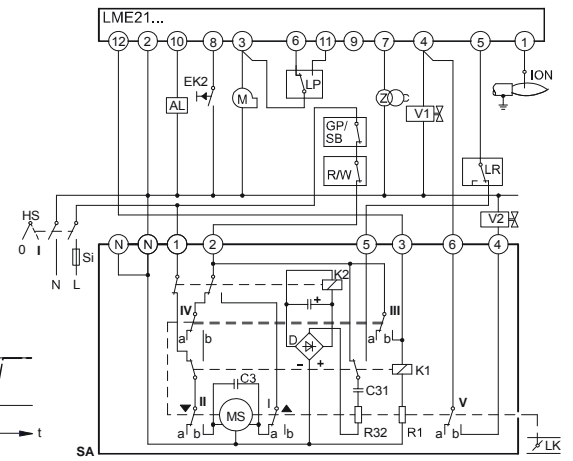 LME21...
12 2 10 8 3 6 11 9 7 4 5 1
EK2
AL
M
LP
GP/
SB
R/W
Z
C
V1
ION
LR
V2
HS
0 I
Si
N L
N N 1 2 5 3 6 4
K2
IV
a b
D
+
- +
III
a b
K1
C3
C31
II
a b
MS
I
a b
R32
R1
V
a b
t
SA
LK